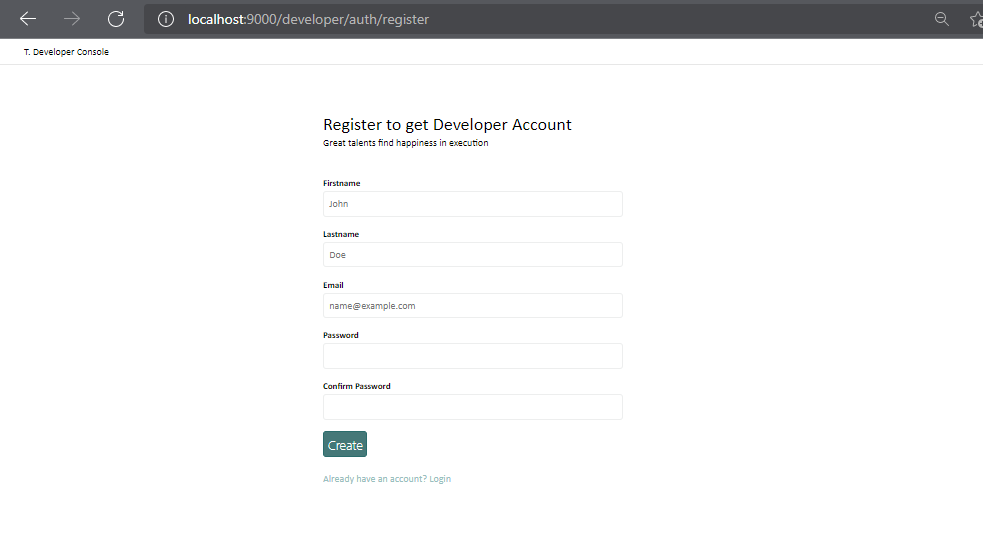 localhost:9000/developer/auth/register
T. Developer Console
Register to get Developer Account
Great talents find happiness in execution
Firstname
John
Lastname
Doe
Email
name@example.com
Password
Confirm Password
Create
Already have an account? Login